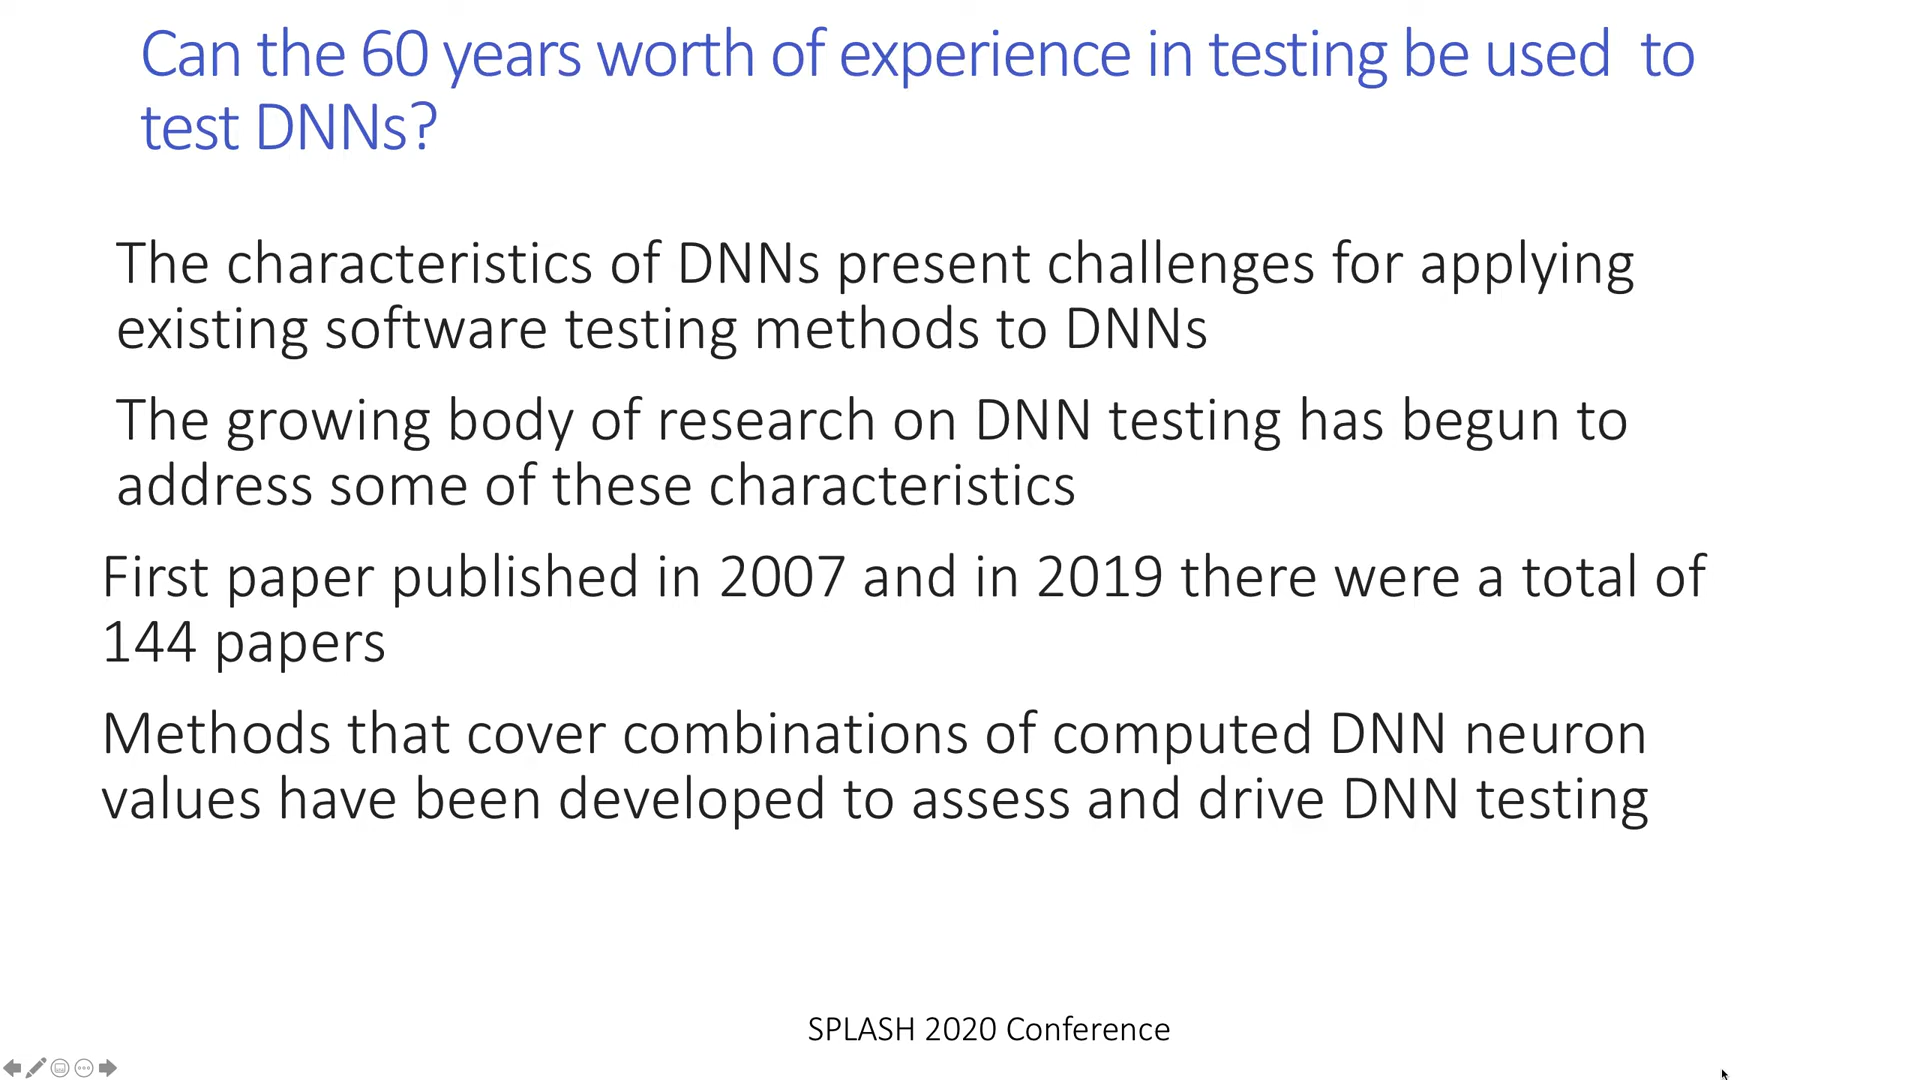 Can the 60 years worth of experience in testing be used to
test DNNs?
The characteristics of DNNs present challenges for applying
existing software testing methods to DNNs
The growing body of research on DNN testing has begun to
address some of these characteristics
First paper published in 2007 and in 2019 there were a total of
144 papers
Methods that cover combinations of computed DNN neuron
values have been developed to assess and drive DNN testing
SPLASH 2020 Conference